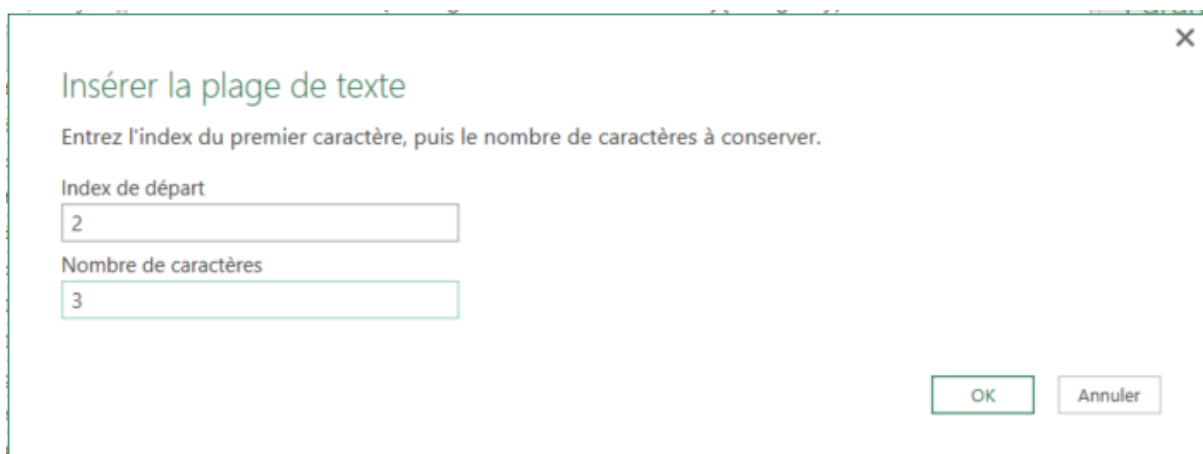 Insérer la plage de texte
Entrez l'index du premier caractère, puis le nombre de caractères à conserver.
Index de départ
2
Nombre de caractères
3
OK
Annuler